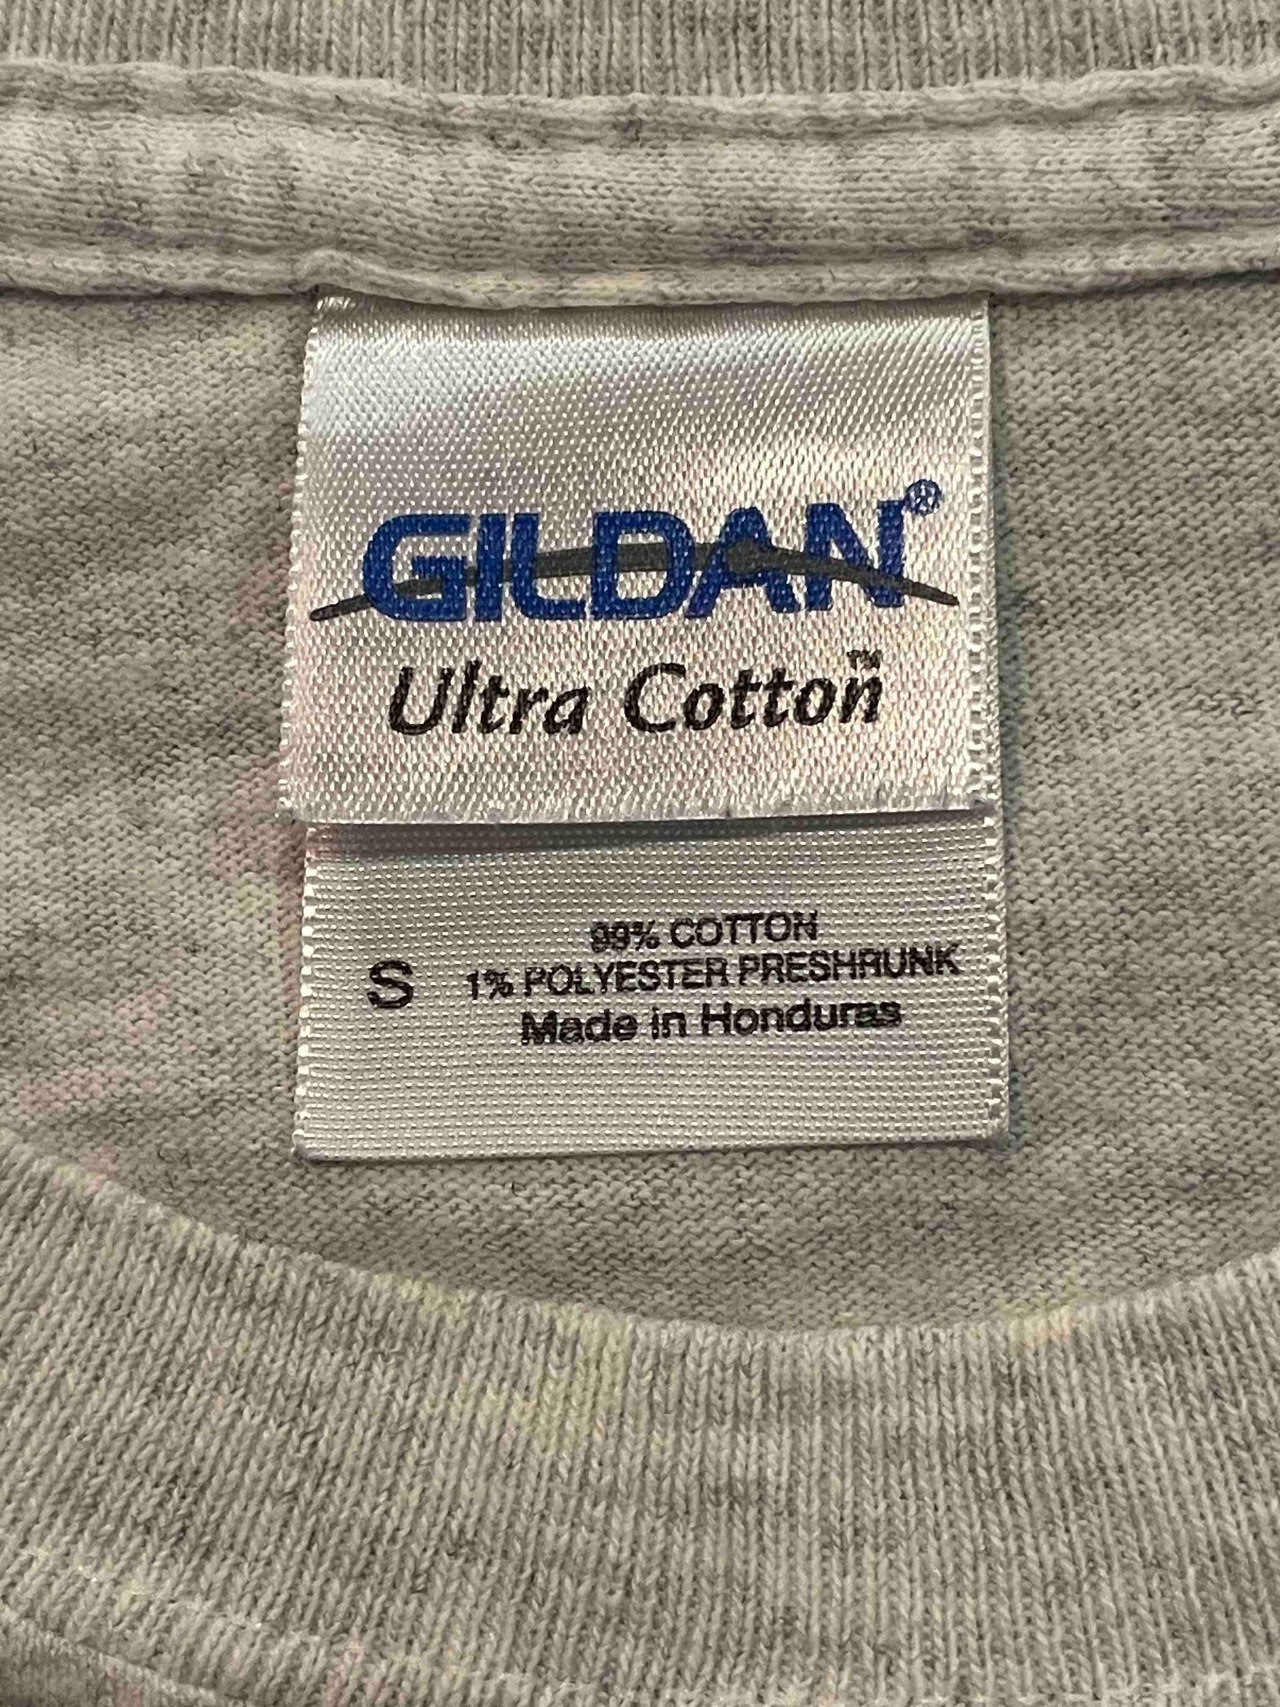 GILDAN®
Ultra Cotton™
S
99% COTTON
1% POLYESTER PRESHRUNK
Made in Honduras